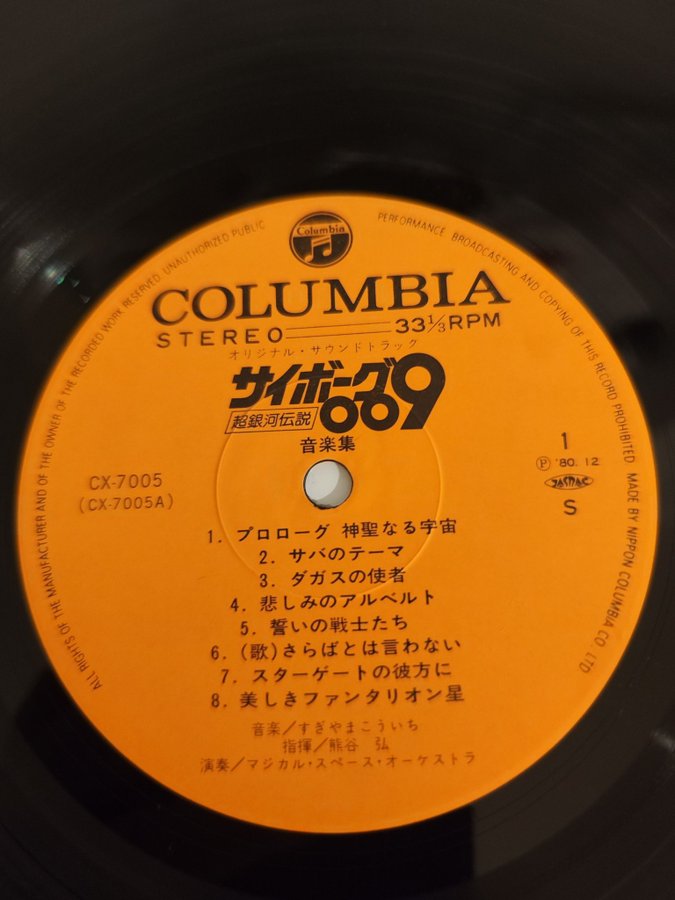 Columbia
ALL RIGHTS OF THE MANUFACTURER AND OF THE OWNER OF THE RECORDED WORK RESERVED. UNAUTHORIZED PUBLIC PERFORMANCE. BROADCASTING AND COPYING OF THIS RECORD PROHIBITED. MADE BY NIPPON COLUMBIA CO., LTD
COLUMBIA
STEREO 33 1/3 RPM
オリジナル・サウンドトラック
サイボーグ009
超銀河伝説
音楽集
CX-7005
(CX-7005A)
1
Ⓟ '80.12
JASRAC
S
1. プロローグ 神聖なる宇宙
2. サバのテーマ
3. ダガスの使者
4. 悲しみのアルベルト
5. 誓いの戦士たち
6. (歌)さらばとは言わない
7. スターゲートの彼方に
8. 美しきファンタリオン星
音楽/すぎやまこういち
指揮/熊谷 弘
演奏/マジカル・スペース・オーケストラ